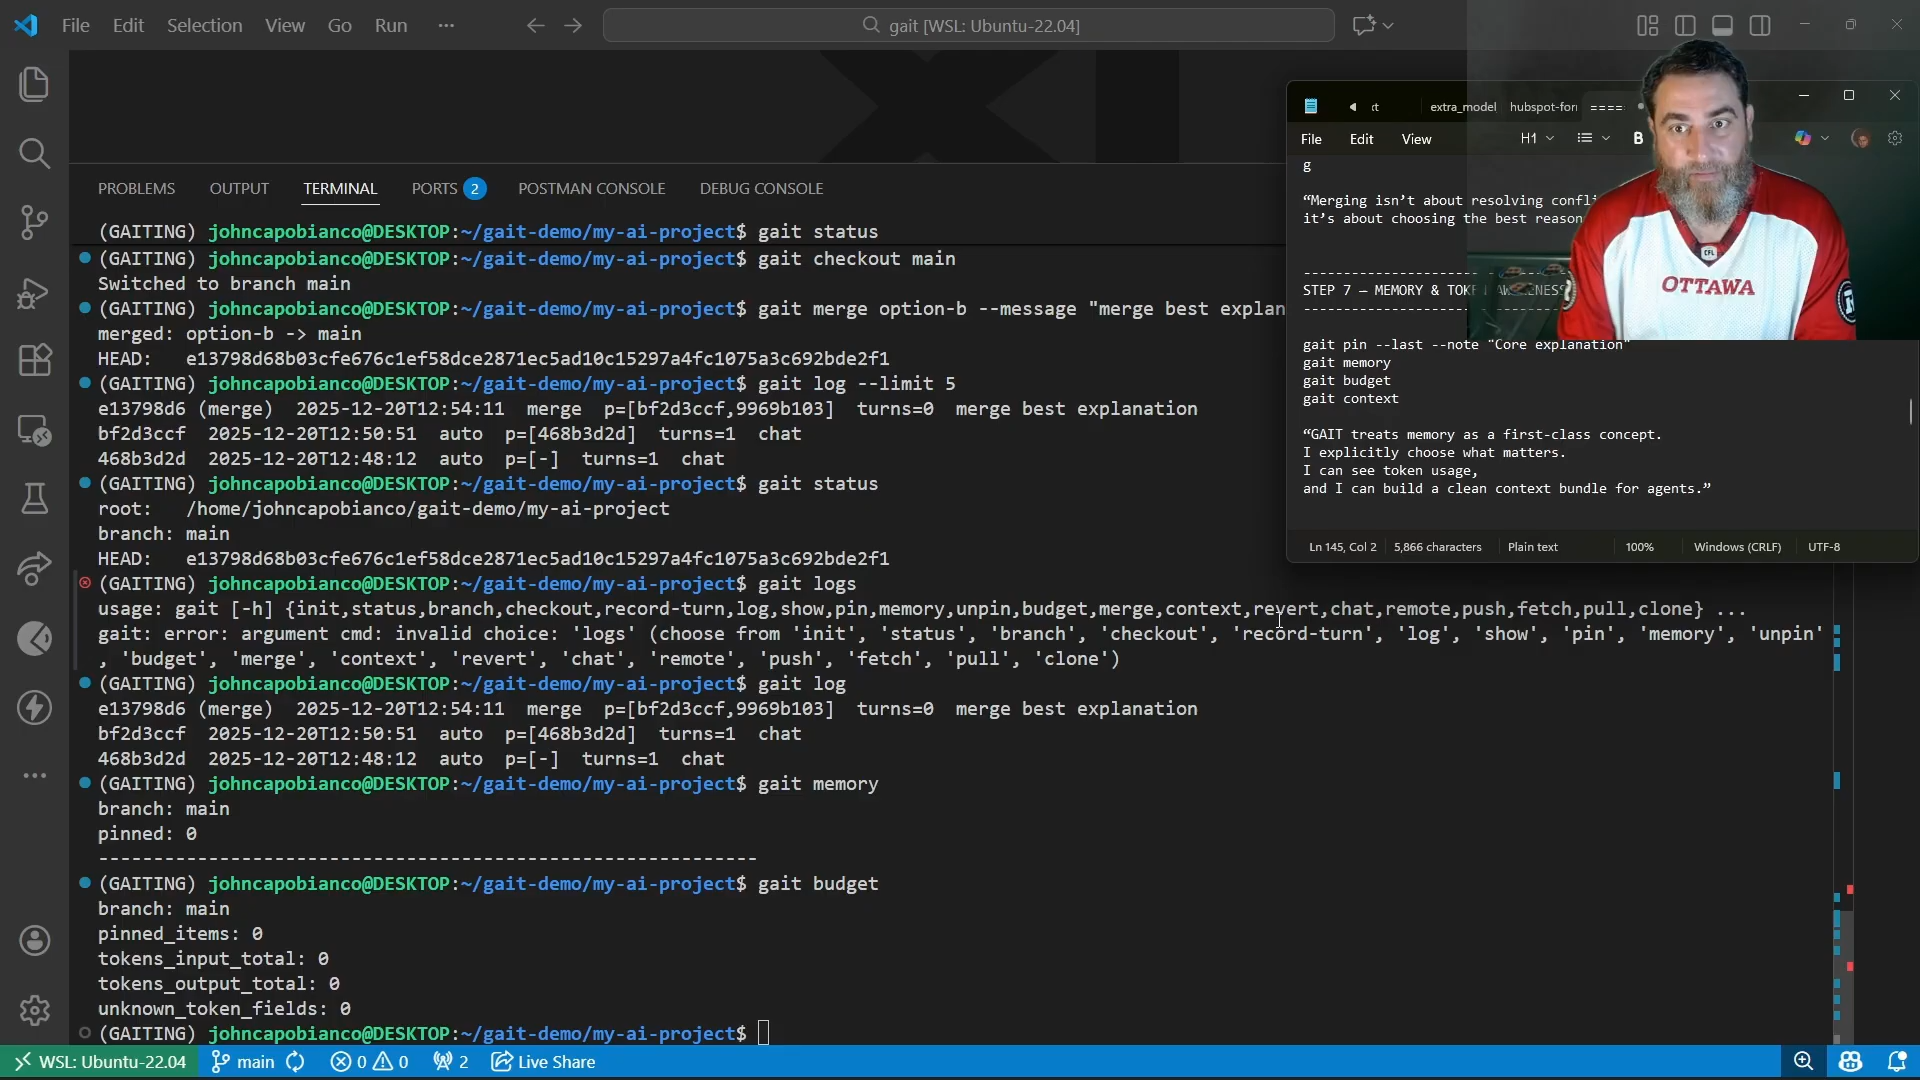 File Edit Selection View Go Run ···
gait [WSL: Ubuntu-22.04]
PROBLEMS OUTPUT TERMINAL PORTS 2 POSTMAN CONSOLE DEBUG CONSOLE
(GAITING) johncapobianco@DESKTOP:~/gait-demo/my-ai-project$ gait status
(GAITING) johncapobianco@DESKTOP:~/gait-demo/my-ai-project$ gait checkout main
Switched to branch main
(GAITING) johncapobianco@DESKTOP:~/gait-demo/my-ai-project$ gait merge option-b --message "merge best explan
merged: option-b -> main
HEAD:   e13798d68b03cfe676c1ef58dce2871ec5ad10c15297a4fc1075a3c692bde2f1
(GAITING) johncapobianco@DESKTOP:~/gait-demo/my-ai-project$ gait log --limit 5
e13798d6 (merge)  2025-12-20T12:54:11  merge  p=[bf2d3ccf,9969b103]  turns=0  merge best explanation
bf2d3ccf  2025-12-20T12:50:51  auto  p=[468b3d2d]  turns=1  chat
468b3d2d  2025-12-20T12:48:12  auto  p=[-]  turns=1  chat
(GAITING) johncapobianco@DESKTOP:~/gait-demo/my-ai-project$ gait status
root:   /home/johncapobianco/gait-demo/my-ai-project
branch: main
HEAD:   e13798d68b03cfe676c1ef58dce2871ec5ad10c15297a4fc1075a3c692bde2f1
(GAITING) johncapobianco@DESKTOP:~/gait-demo/my-ai-project$ gait logs
usage: gait [-h] {init,status,branch,checkout,record-turn,log,show,pin,memory,unpin,budget,merge,context,revert,chat,remote,push,fetch,pull,clone} ...
gait: error: argument cmd: invalid choice: 'logs' (choose from 'init', 'status', 'branch', 'checkout', 'record-turn', 'log', 'show', 'pin', 'memory', 'unpin'
, 'budget', 'merge', 'context', 'revert', 'chat', 'remote', 'push', 'fetch', 'pull', 'clone')
(GAITING) johncapobianco@DESKTOP:~/gait-demo/my-ai-project$ gait log
e13798d6 (merge)  2025-12-20T12:54:11  merge  p=[bf2d3ccf,9969b103]  turns=0  merge best explanation
bf2d3ccf  2025-12-20T12:50:51  auto  p=[468b3d2d]  turns=1  chat
468b3d2d  2025-12-20T12:48:12  auto  p=[-]  turns=1  chat
(GAITING) johncapobianco@DESKTOP:~/gait-demo/my-ai-project$ gait memory
branch: main
pinned: 0
------------------------------------------------------------
(GAITING) johncapobianco@DESKTOP:~/gait-demo/my-ai-project$ gait budget
branch: main
pinned_items: 0
tokens_input_total: 0
tokens_output_total: 0
unknown_token_fields: 0
(GAITING) johncapobianco@DESKTOP:~/gait-demo/my-ai-project$
WSL: Ubuntu-22.04 main 0 0 2 Live Share
extra_model hubspot-for ====
File Edit View H1 B
g
“Merging isn’t about resolving confli
it’s about choosing the best reason
STEP 7 — MEMORY & TOKE
gait pin --last --note “Core explanation"
gait memory
gait budget
gait context
“GAIT treats memory as a first-class concept.
I explicitly choose what matters.
I can see token usage,
and I can build a clean context bundle for agents.”
Ln 145, Col 2 5,866 characters Plain text 100% Windows (CRLF) UTF-8
CFL
OTTAWA